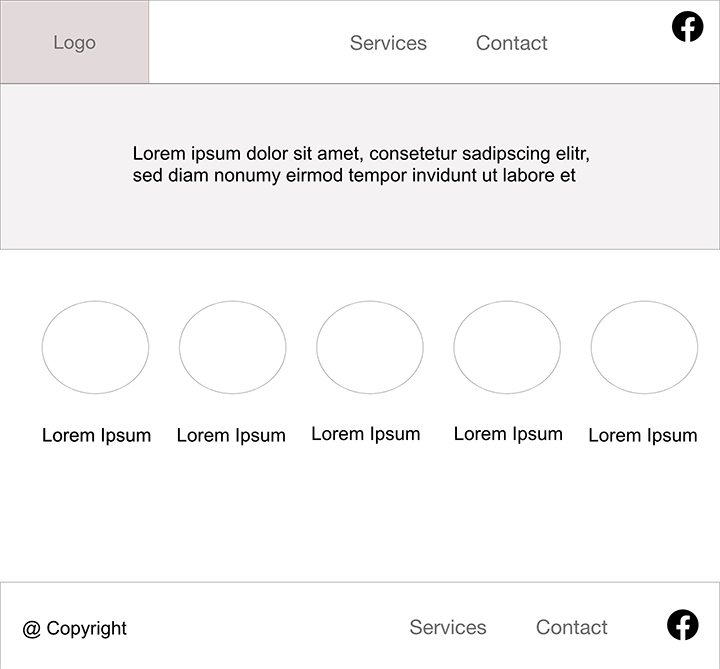 Logo
Services
Contact
Lorem ipsum dolor sit amet, consetetur sadipscing elitr,
sed diam nonumy eirmod tempor invidunt ut labore et
Lorem Ipsum
Lorem Ipsum
Lorem Ipsum
Lorem Ipsum
Lorem Ipsum
@ Copyright
Services
Contact